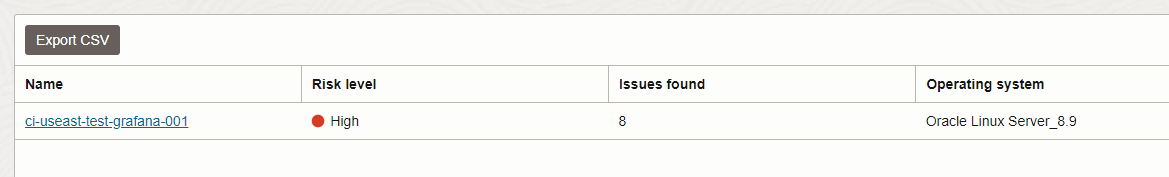 Export CSV
Name Risk level Issues found Operating system
ci-useast-test-grafana-001 High 8 Oracle Linux Server_8.9